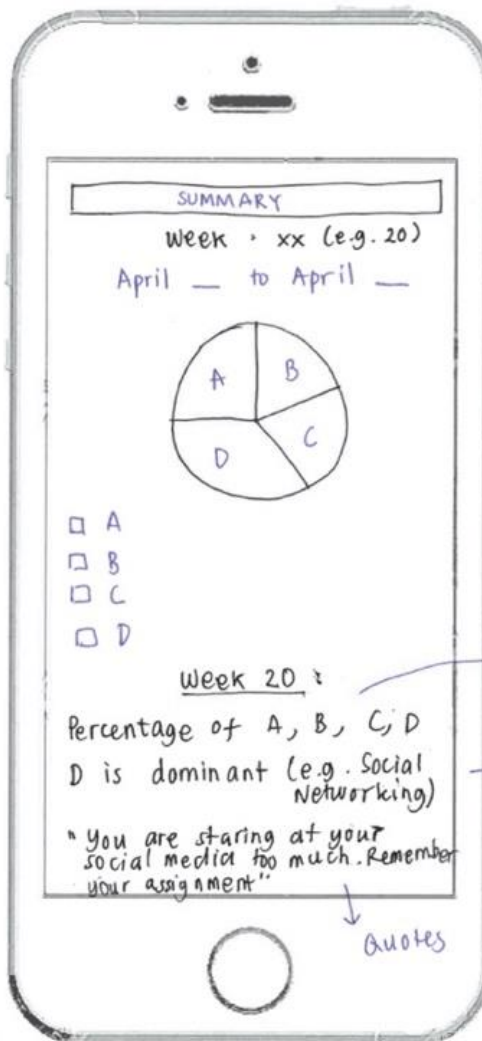 SUMMARY
Week : xx (e.g. 20)
April __ to April __
A B
D C
A
B
C
D
Week 20 :
Percentage of A, B, C, D
D is dominant (e.g. Social
Networking)
"You are staring at your
social media too much. Remember
your assignment"
Quotes